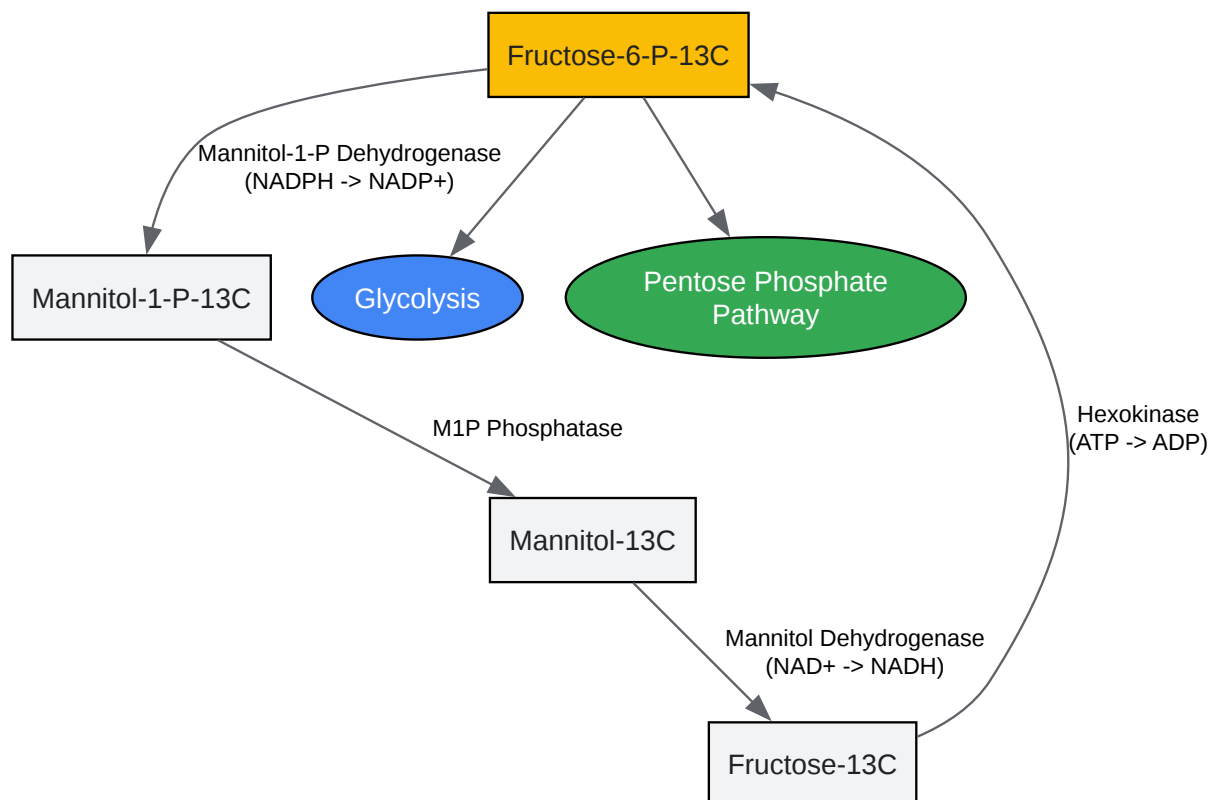 Fructose-6-P-13C
Mannitol-1-P Dehydrogenase
(NADPH -> NADP+)
Mannitol-1-P-13C
Glycolysis
Pentose Phosphate
Pathway
M1P Phosphatase
Hexokinase
(ATP -> ADP)
Mannitol-13C
Mannitol Dehydrogenase
(NAD+ -> NADH)
Fructose-13C